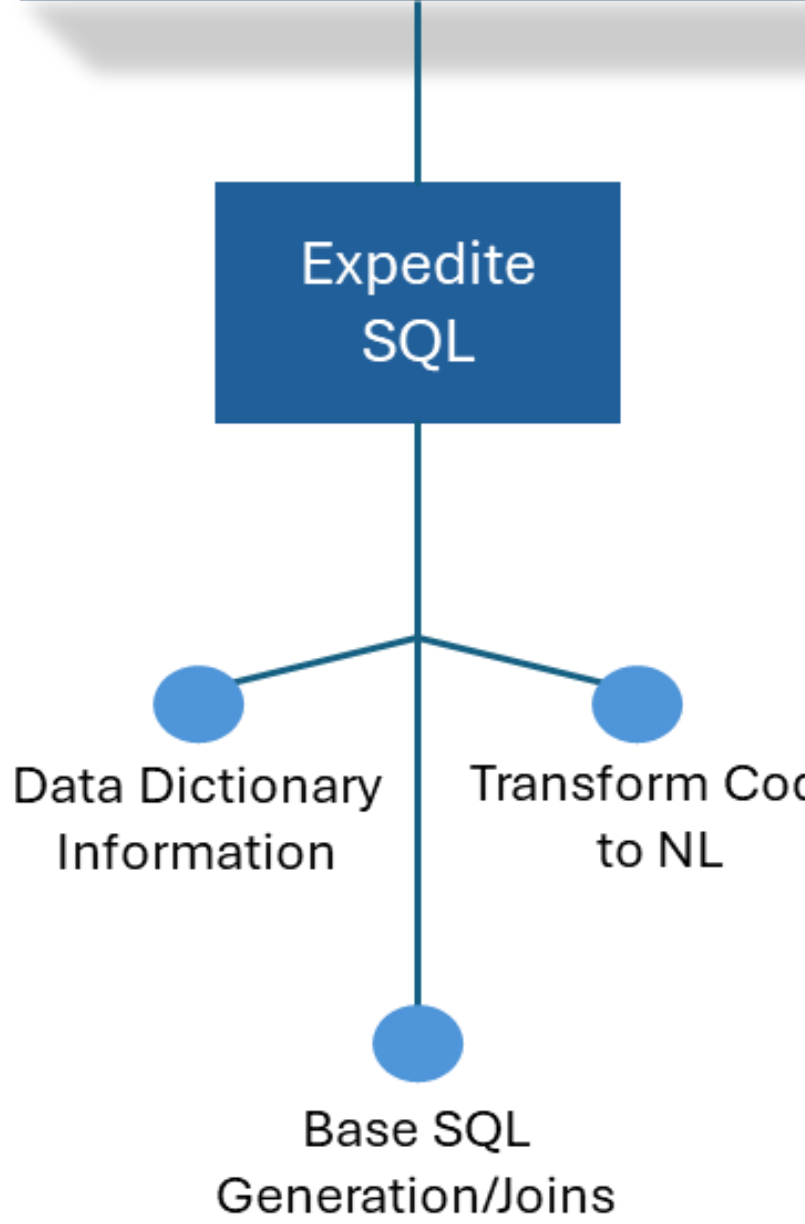 Expedite
SQL
Data Dictionary
Information
Transform
to NL
Base SQL
Generation/Joins